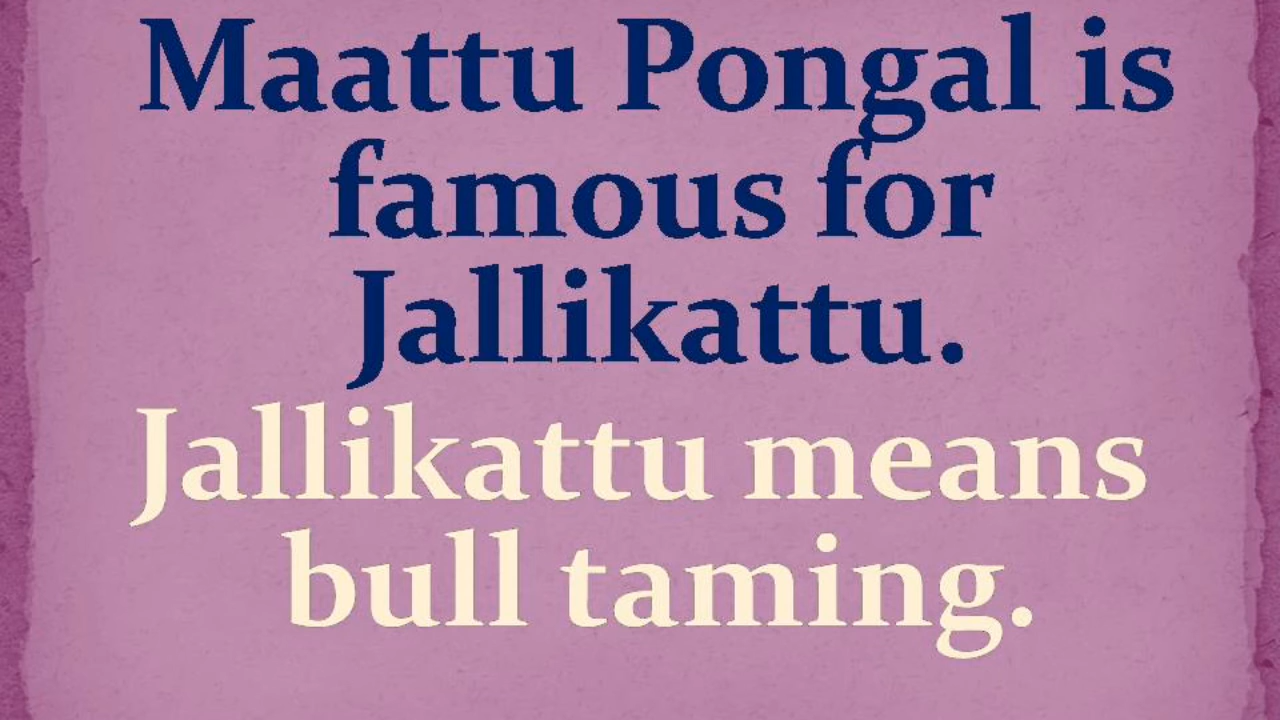 Maattu Pongal is
famous for
Jallikattu.
Jallikattu means
bull taming.